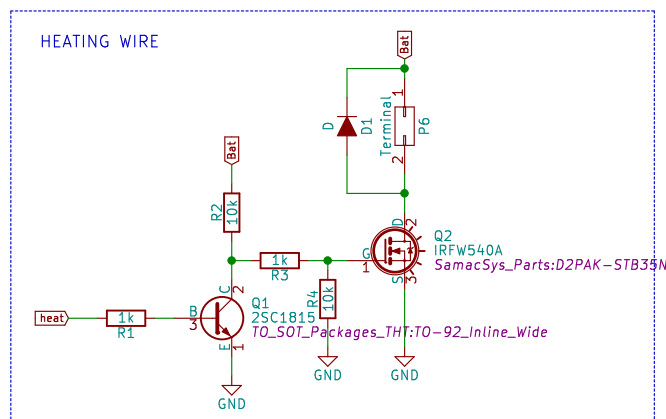 HEATING WIRE
Bat
1
Terminal
P6
2
D
D1
Bat
R2
10k
D
2
Q2
IRFW540A
SamacSys_Parts:D2PAK-STB35N
G
1
S
3
1k
R3
R4
10k
C
2
Q1
2SC1815
TO_SOT_Packages_THT:TO-92_Inline_Wide
heat
1k
R1
B
3
E
1
GND
GND
GND